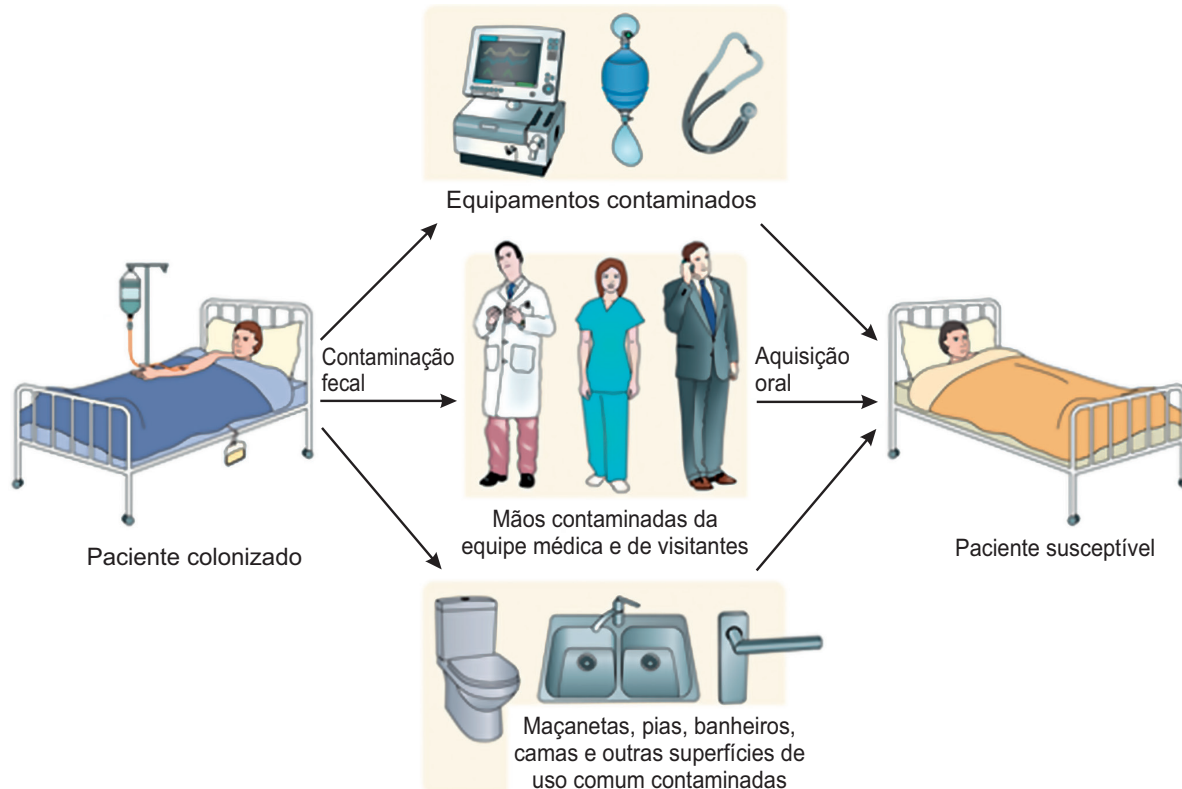 Equipamentos contaminados
Contaminação
fecal
Aquisição
oral
Mãos contaminadas da
equipe médica e de visitantes
Paciente colonizado
Paciente susceptível
Maçanetas, pias, banheiros,
camas e outras superfícies de
uso comum contaminadas